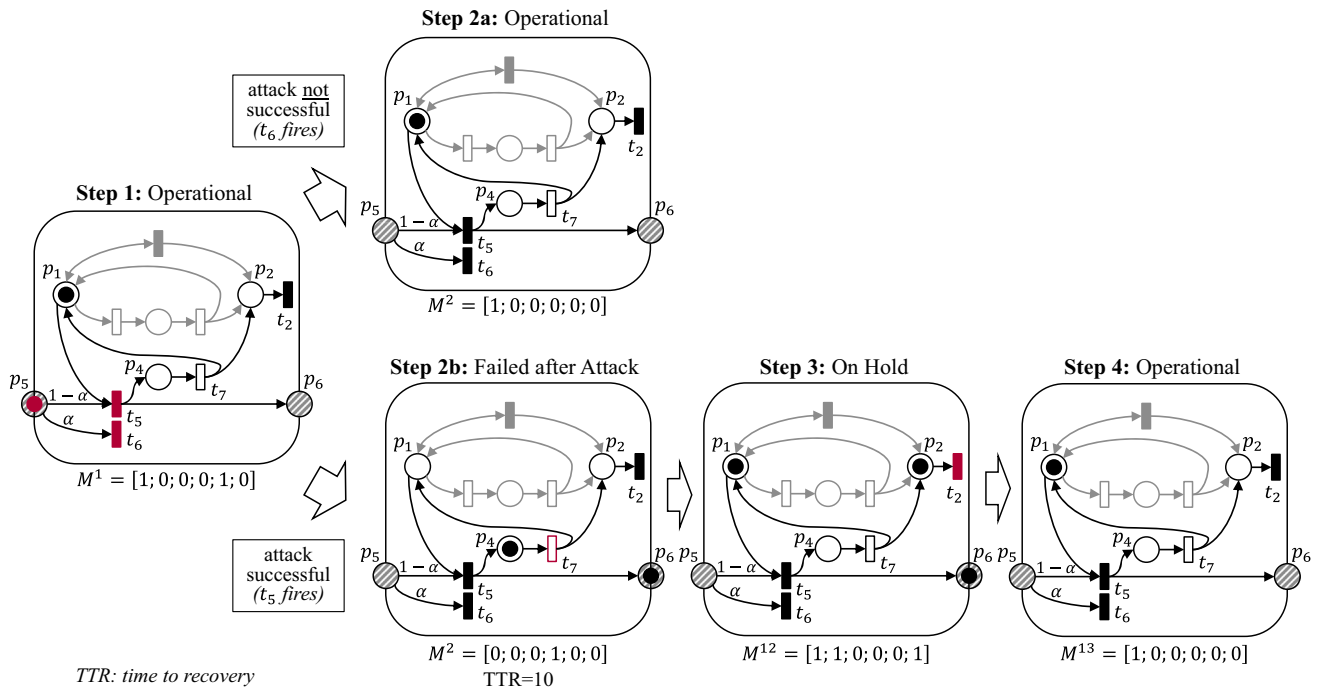 Step 2a: Operational
attack not
successful
(t₆ fires)
p₁
p₂
t₂
p₄
t₇
p₅
p₆
1 − α
α
t₅
t₆
M² = [1; 0; 0; 0; 0; 0]
Step 1: Operational
p₁
p₂
t₂
p₄
t₇
p₅
p₆
1 − α
α
t₅
t₆
M¹ = [1; 0; 0; 0; 1; 0]
attack
successful
(t₅ fires)
Step 2b: Failed after Attack
p₁
p₂
t₂
p₄
t₇
p₅
p₆
1 − α
α
t₅
t₆
M² = [0; 0; 0; 1; 0; 0]
TTR=10
Step 3: On Hold
p₁
p₂
t₂
p₄
t₇
p₅
p₆
1 − α
α
t₅
t₆
M¹² = [1; 1; 0; 0; 0; 1]
Step 4: Operational
p₁
p₂
t₂
p₄
t₇
p₅
p₆
1 − α
α
t₅
t₆
M¹³ = [1; 0; 0; 0; 0; 0]
TTR: time to recovery